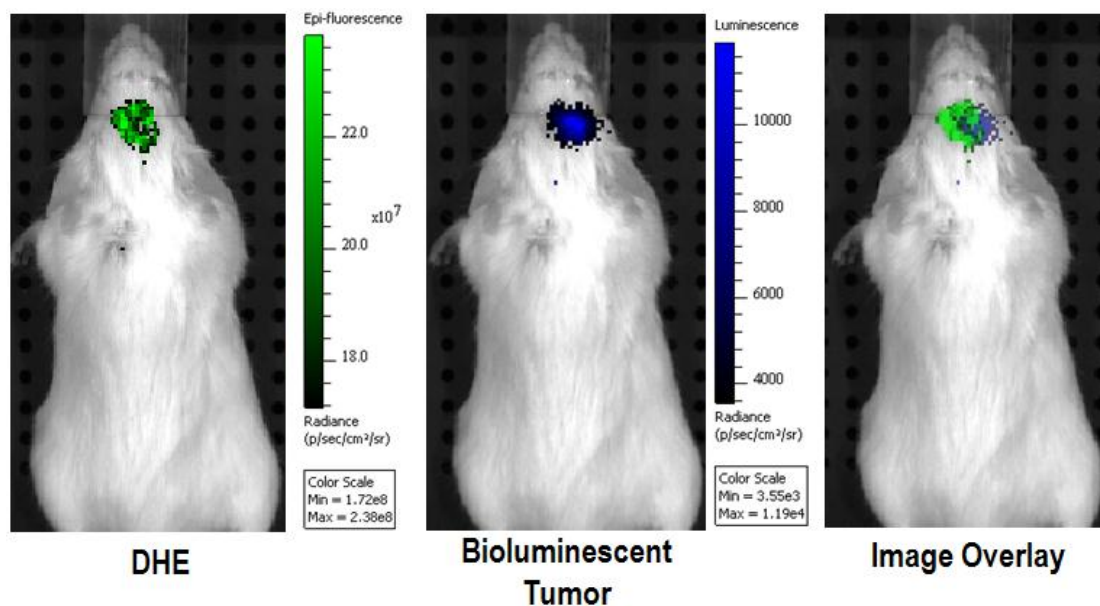 Epi-fluorescence
22.0
x10⁷
20.0
18.0
Radiance
(p/sec/cm²/sr)
Color Scale
Min = 1.72e8
Max = 2.38e8
DHE
Luminescence
10000
8000
6000
4000
Radiance
(p/sec/cm²/sr)
Color Scale
Min = 3.55e3
Max = 1.19e4
Bioluminescent
Tumor
Image Overlay